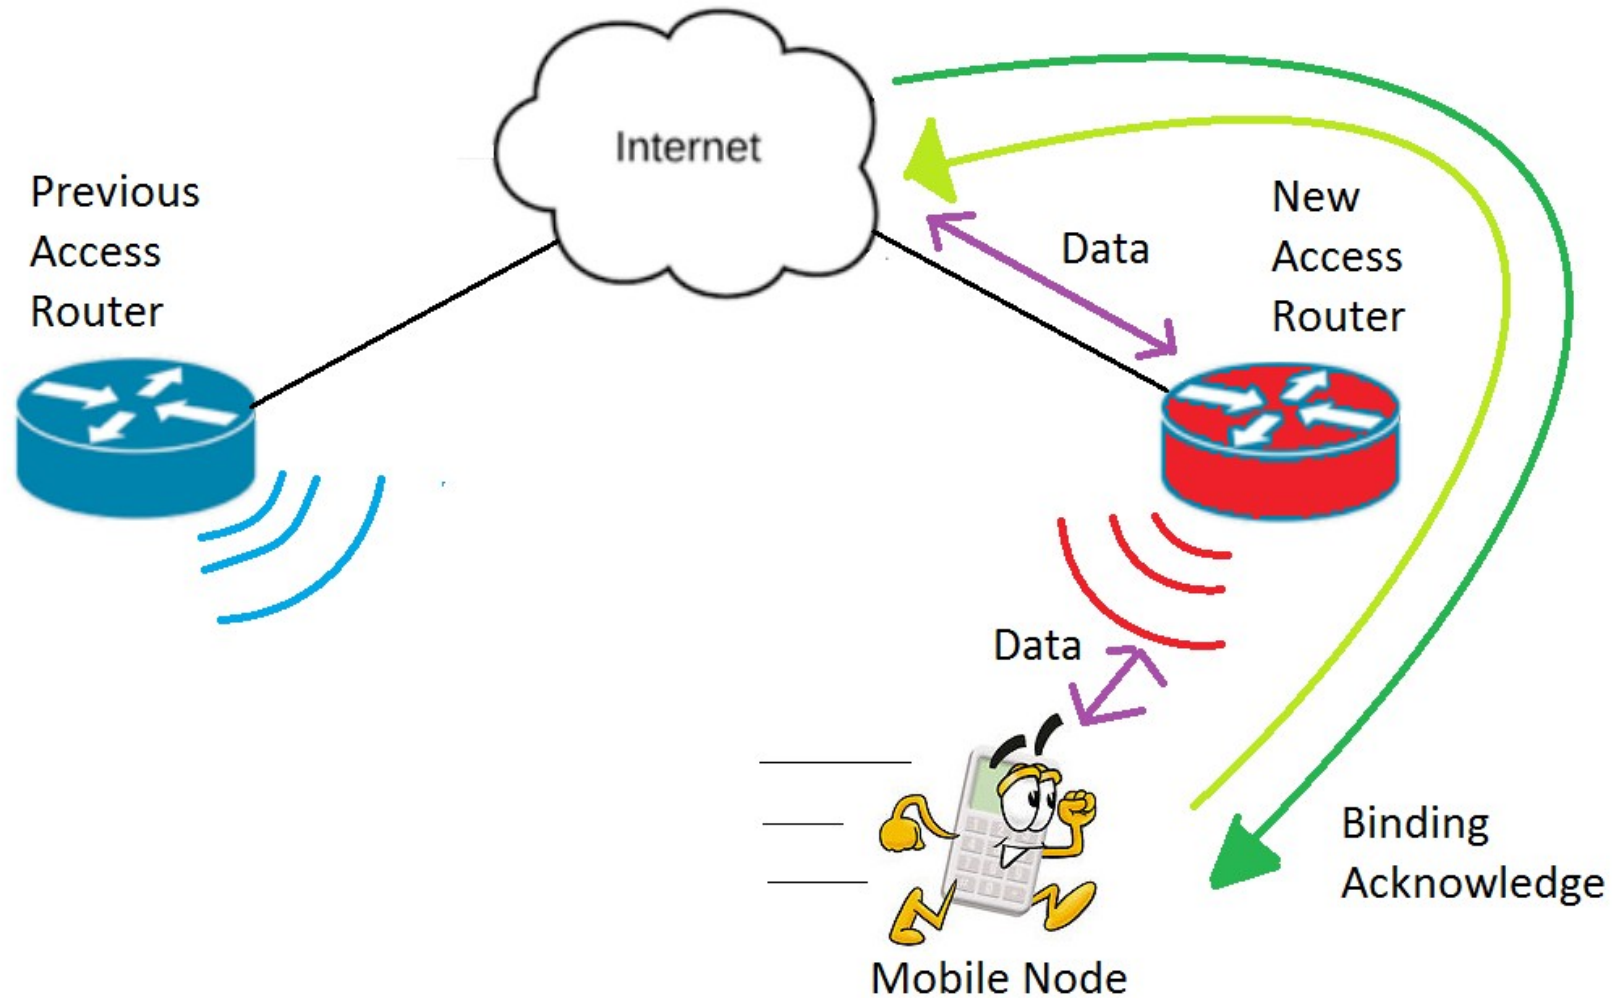 Internet
Previous
Access
Router
Data
New
Access
Router
Data
Binding
Acknowledge
Mobile Node